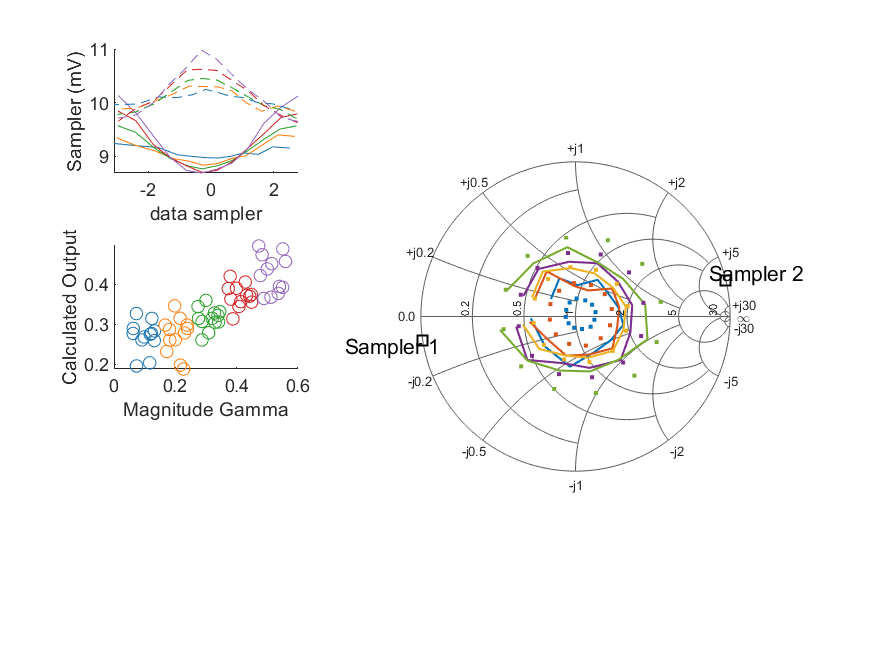 11
10
9
Sampler (mV)
-2
0
2
data sampler
0.4
0.3
0.2
Calculated Output
0
0.2
0.4
0.6
Magnitude Gamma
+j1
+j0.5
+j2
+j0.2
+j5
Sampler 2
0.0
0.2
0.5
1
2
5
30
+j30
∞
-j30
Sampler 1
-j0.2
-j5
-j0.5
-j2
-j1